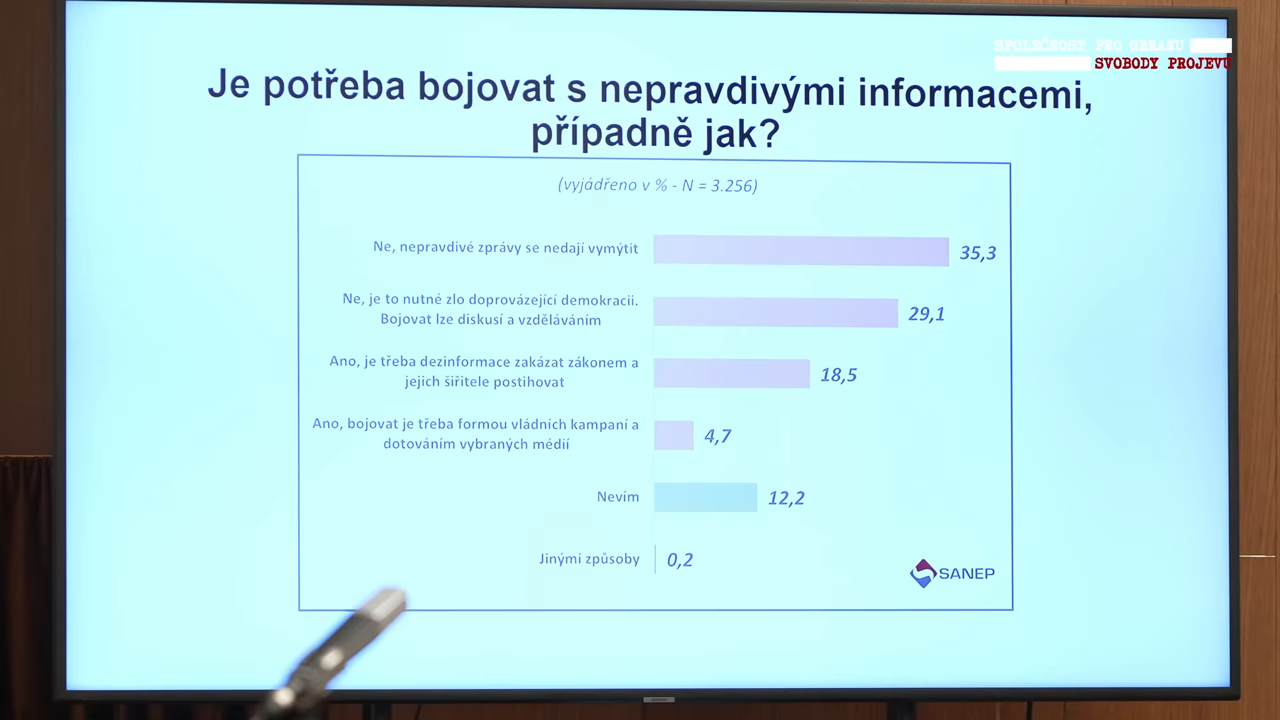 SPOLEČNOST PRO OBRANU
SVOBODY PROJEVU
Je potřeba bojovat s nepravdivými informacemi,
případně jak?
(vyjádřeno v % - N = 3.256)
Ne, nepravdivé zprávy se nedají vymýtit 35,3
Ne, je to nutné zlo doprovázející demokracii.
Bojovat lze diskusí a vzděláváním 29,1
Ano, je třeba dezinformace zakázat zákonem a
jejich šiřitele postihovat 18,5
Ano, bojovat je třeba formou vládních kampaní a
dotováním vybraných médií 4,7
Nevím 12,2
Jinými způsoby 0,2
SANEP